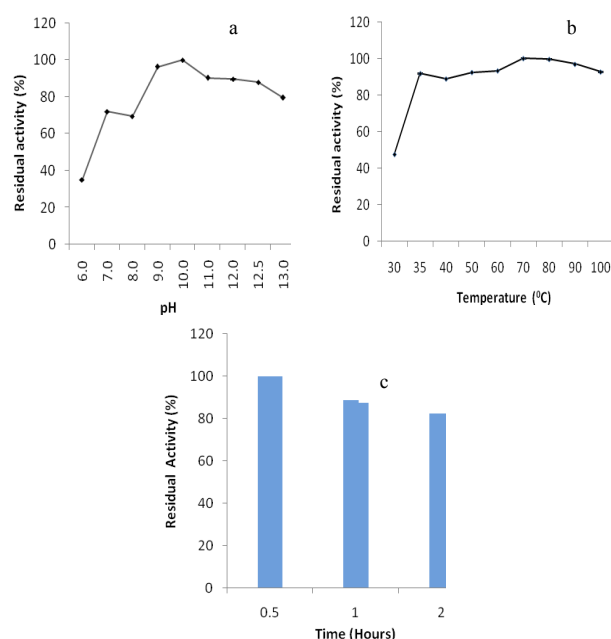 a
Residual activity (%)
120
100
80
60
40
20
0
6.0 7.0 8.0 9.0 10.0 11.0 12.0 12.5 13.0
pH
b
Residual activity (%)
120
100
80
60
40
20
0
30 35 40 50 60 70 80 90 100
Temperature (⁰C)
c
Residual Activity (%)
120
100
80
60
40
20
0
0.5 1 2
Time (Hours)